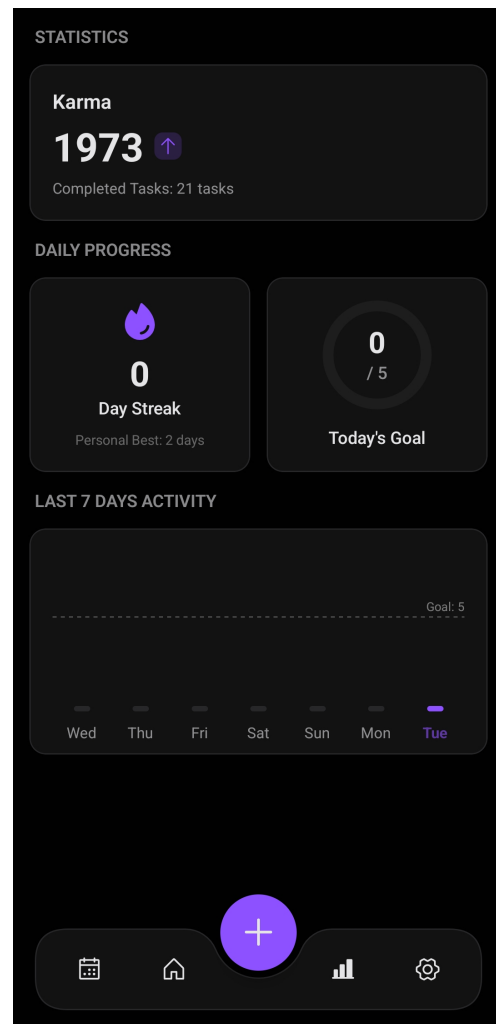 STATISTICS
Karma
1973
Completed Tasks: 21 tasks
DAILY PROGRESS
0
Day Streak
Personal Best: 2 days
0
/ 5
Today's Goal
LAST 7 DAYS ACTIVITY
Goal: 5
Wed Thu Fri Sat Sun Mon Tue